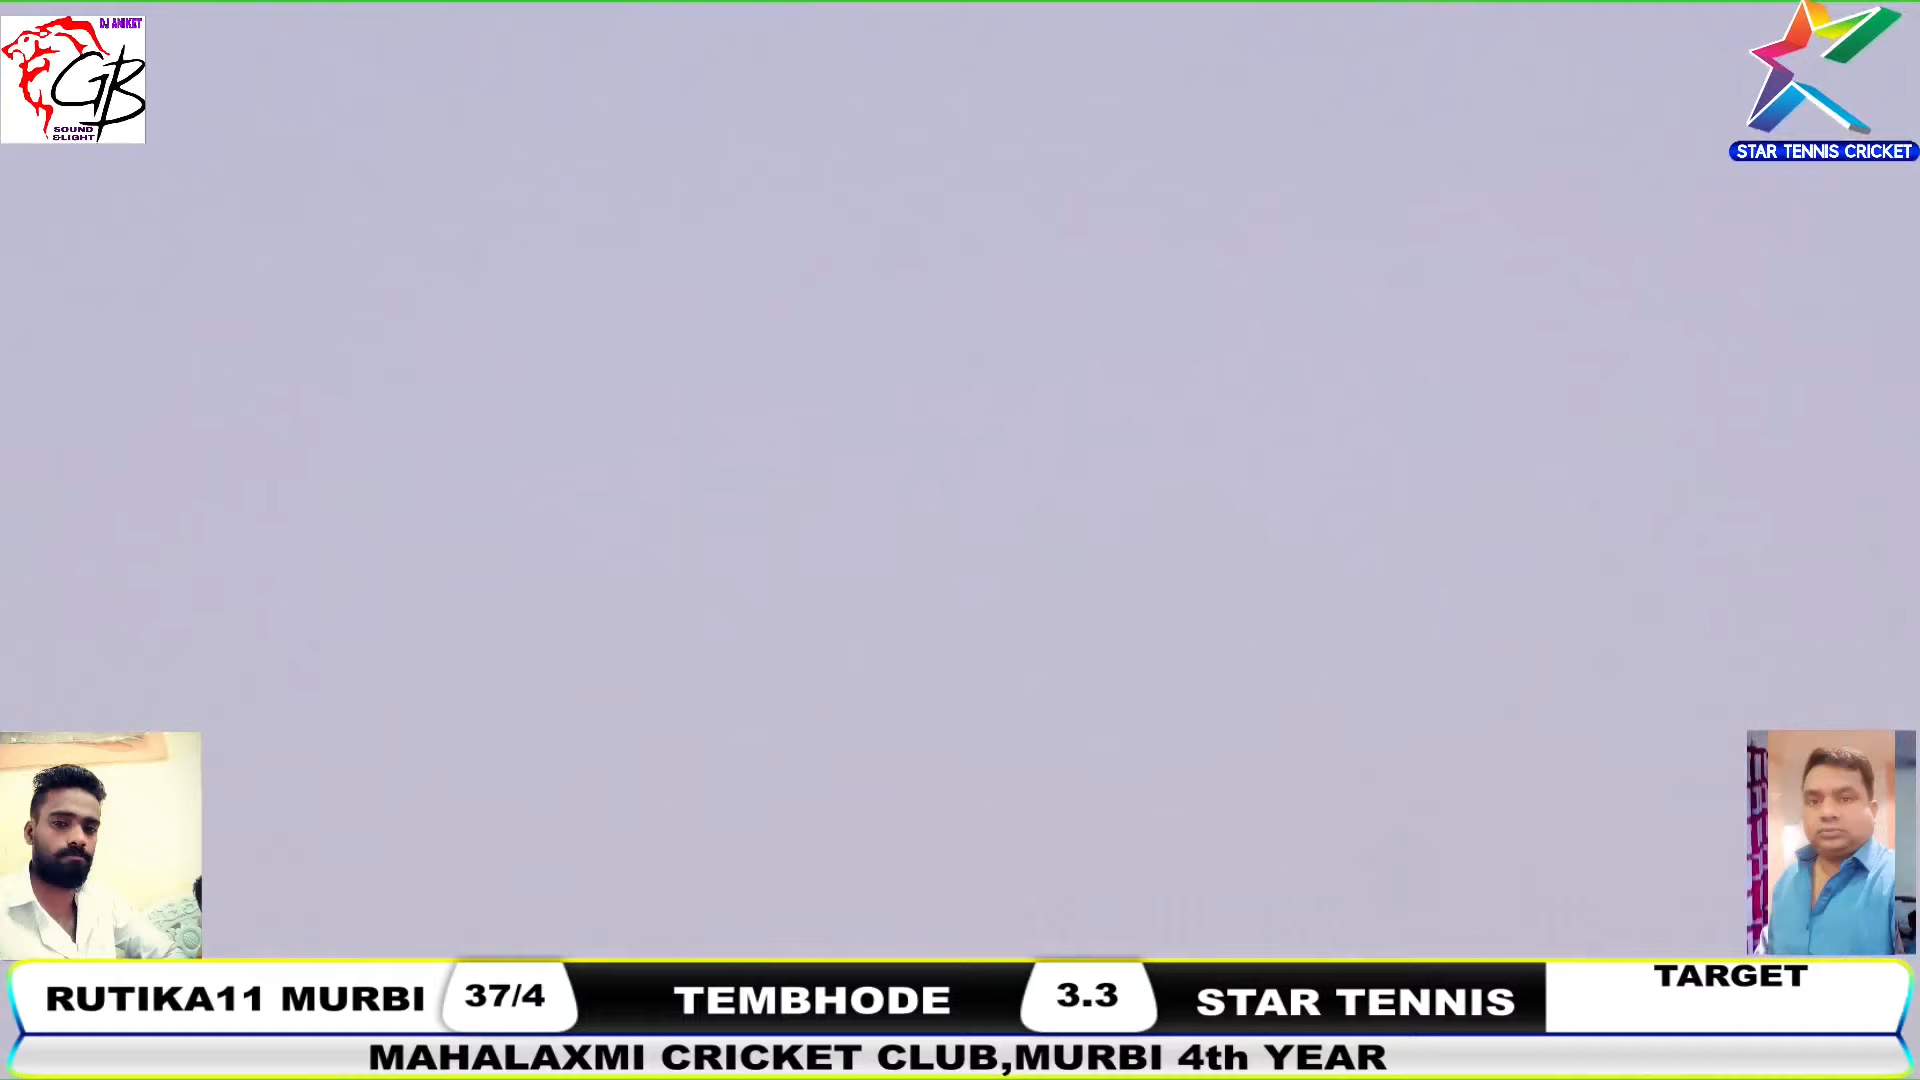 DJ ANIKET
GB
SOUND
&LIGHT
STAR TENNIS CRICKET
RUTIKA11 MURBI
37/4
TEMBHODE
3.3
STAR TENNIS
TARGET
MAHALAXMI CRICKET CLUB,MURBI 4th YEAR